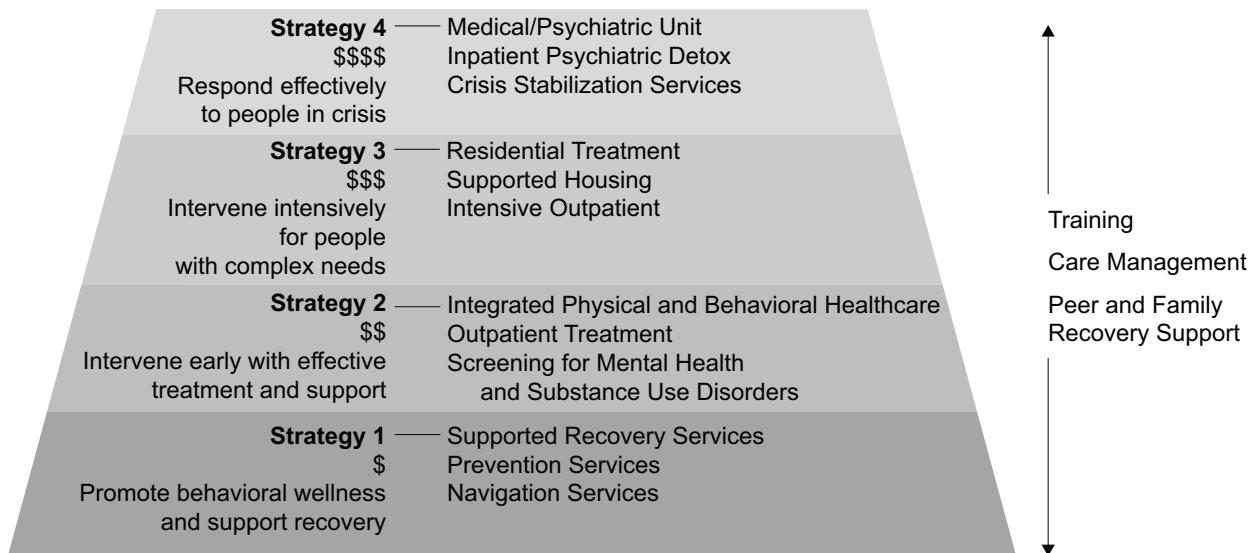 Strategy 4
$$$$
Respond effectively
to people in crisis
Medical/Psychiatric Unit
Inpatient Psychiatric Detox
Crisis Stabilization Services
Strategy 3
$$$
Intervene intensively
for people
with complex needs
Residential Treatment
Supported Housing
Intensive Outpatient
Strategy 2
$$
Intervene early with effective
treatment and support
Integrated Physical and Behavioral Healthcare
Outpatient Treatment
Screening for Mental Health
and Substance Use Disorders
Strategy 1
$
Promote behavioral wellness
and support recovery
Supported Recovery Services
Prevention Services
Navigation Services
Training
Care Management
Peer and Family
Recovery Support